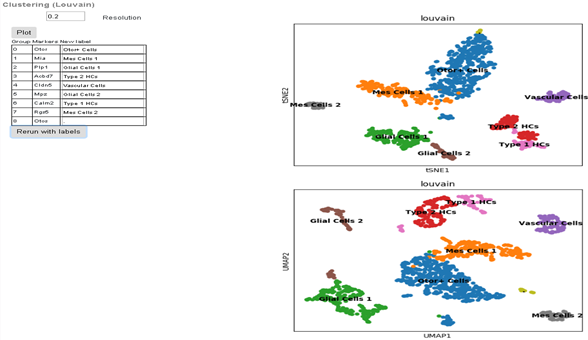 Clustering (Louvain)
0.2 Resolution
Plot
Group Markers New label
0 Otor Otor+ Cells
1 Mia Mes Cells 1
2 Plp1 Glial Cells 1
3 Acbd7 Type 2 HCs
4 Cldn5 Vascular Cells
5 Mpz Glial Cells 2
6 Calm2 Type 1 HCs
7 Rgs5 Mes Cells 2
8 Otos
Rerun with labels
louvain
Otor+ Cells
Mes Cells 1
Vascular Cells
Mes Cells 2
Type 2 HCs
Glial Cells 1
Type 1 HCs
Glial Cells 2
tSNE2
tSNE1
louvain
Type 1 HCs
Type 2 HCs
Glial Cells 2
Vascular Cells
Mes Cells 1
Otor+ Cells
Glial Cells 1
Mes Cells 2
UMAP2
UMAP1